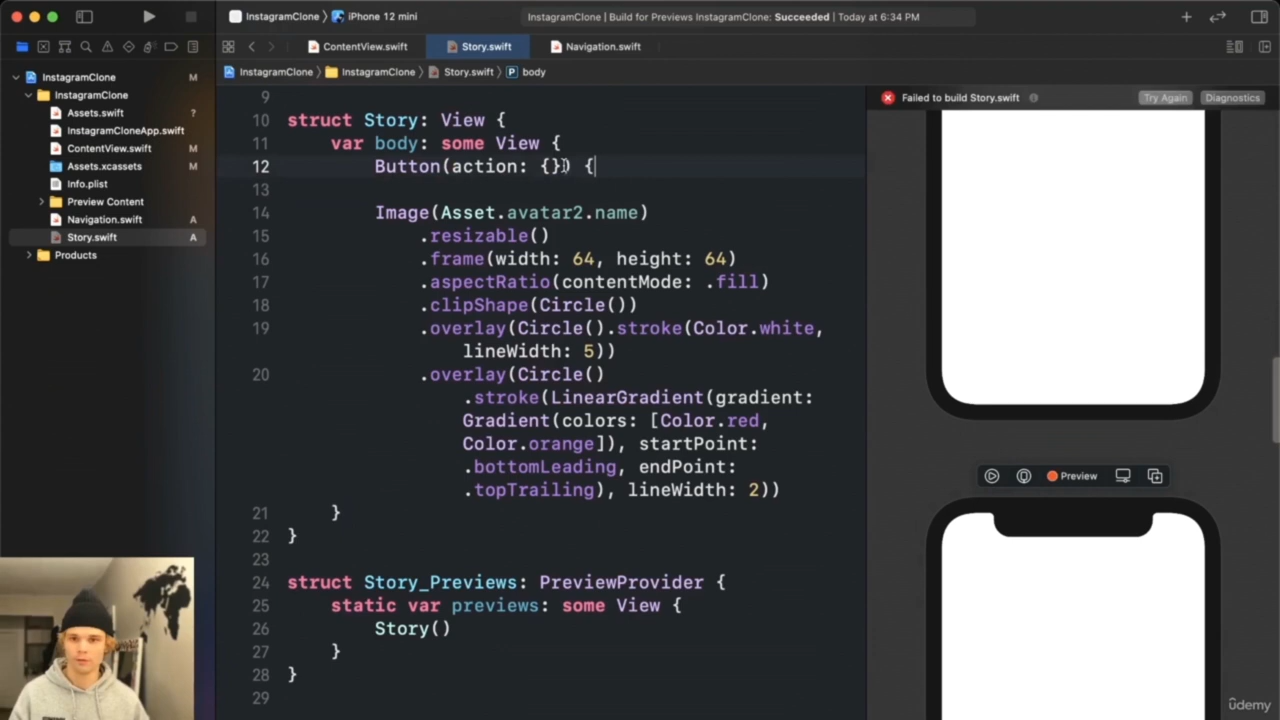 InstagramClone 〉 iPhone 12 mini
InstagramClone | Build for Previews InstagramClone: Succeeded | Today at 6:34 PM
ContentView.swift
Story.swift
Navigation.swift
InstagramClone 〉 InstagramClone 〉 Story.swift 〉 P body
InstagramClone M
InstagramClone
Assets.swift ?
InstagramCloneApp.swift
ContentView.swift M
Assets.xcassets M
Info.plist
Preview Content
Navigation.swift A
Story.swift A
Products
9
10 struct Story: View {
11 var body: some View {
12 Button(action: {}) {
13
14 Image(Asset.avatar2.name)
15 .resizable()
16 .frame(width: 64, height: 64)
17 .aspectRatio(contentMode: .fill)
18 .clipShape(Circle())
19 .overlay(Circle().stroke(Color.white,
lineWidth: 5))
20 .overlay(Circle()
.stroke(LinearGradient(gradient:
Gradient(colors: [Color.red,
Color.orange]), startPoint:
.bottomLeading, endPoint:
.topTrailing), lineWidth: 2))
21 }
22 }
23
24 struct Story_Previews: PreviewProvider {
25 static var previews: some View {
26 Story()
27 }
28 }
29
Failed to build Story.swift
Try Again
Diagnostics
Preview
ûdemy